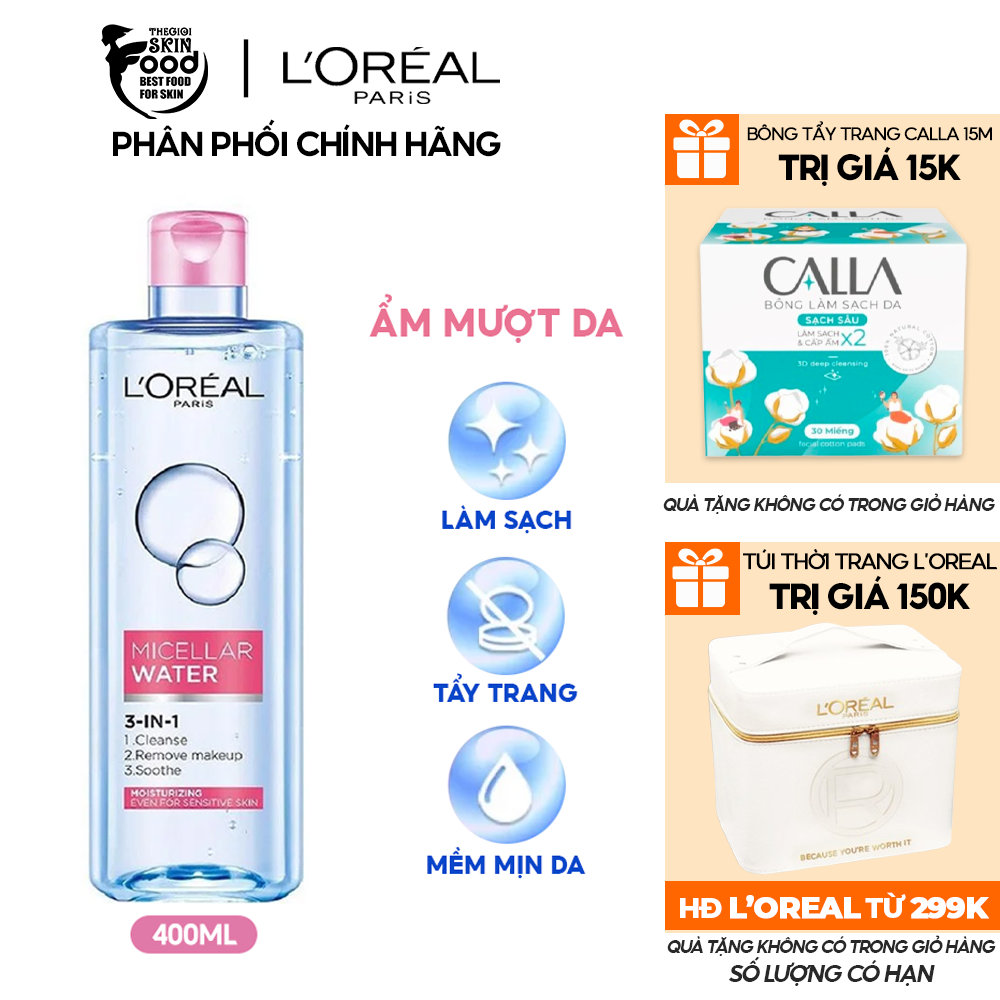 THEGIOI
SKIN
Food
BEST FOOD
FOR SKIN
L'ORÉAL
PARiS
PHÂN PHỐI CHÍNH HÃNG
L'ORÉAL
PARiS
MICELLAR
WATER
3-IN-1
1.Cleanse
2.Remove makeup
3.Soothe
MOISTURIZING
EVEN FOR SENSITIVE SKIN
400ML
ẨM MƯỢT DA
LÀM SẠCH
TẨY TRANG
MỀM MỊN DA
BÔNG TẨY TRANG CALLA 15M
TRỊ GIÁ 15K
CALLA
BÔNG LÀM SẠCH DA
CALLA
BÔNG LÀM SẠCH DA
SẠCH SÂU
LÀM SẠCH
& CẤP ẨM X2
3D deep cleansing
30 Miếng
facial cotton pads
QUÀ TẶNG KHÔNG CÓ TRONG GIỎ HÀNG
TÚI THỜI TRANG L'OREAL
TRỊ GIÁ 150K
L'ORÉAL
PARIS
BECAUSE YOU'RE WORTH IT
HĐ L'OREAL TỪ 299K
QUÀ TẶNG KHÔNG CÓ TRONG GIỎ HÀNG
SỐ LƯỢNG CÓ HẠN